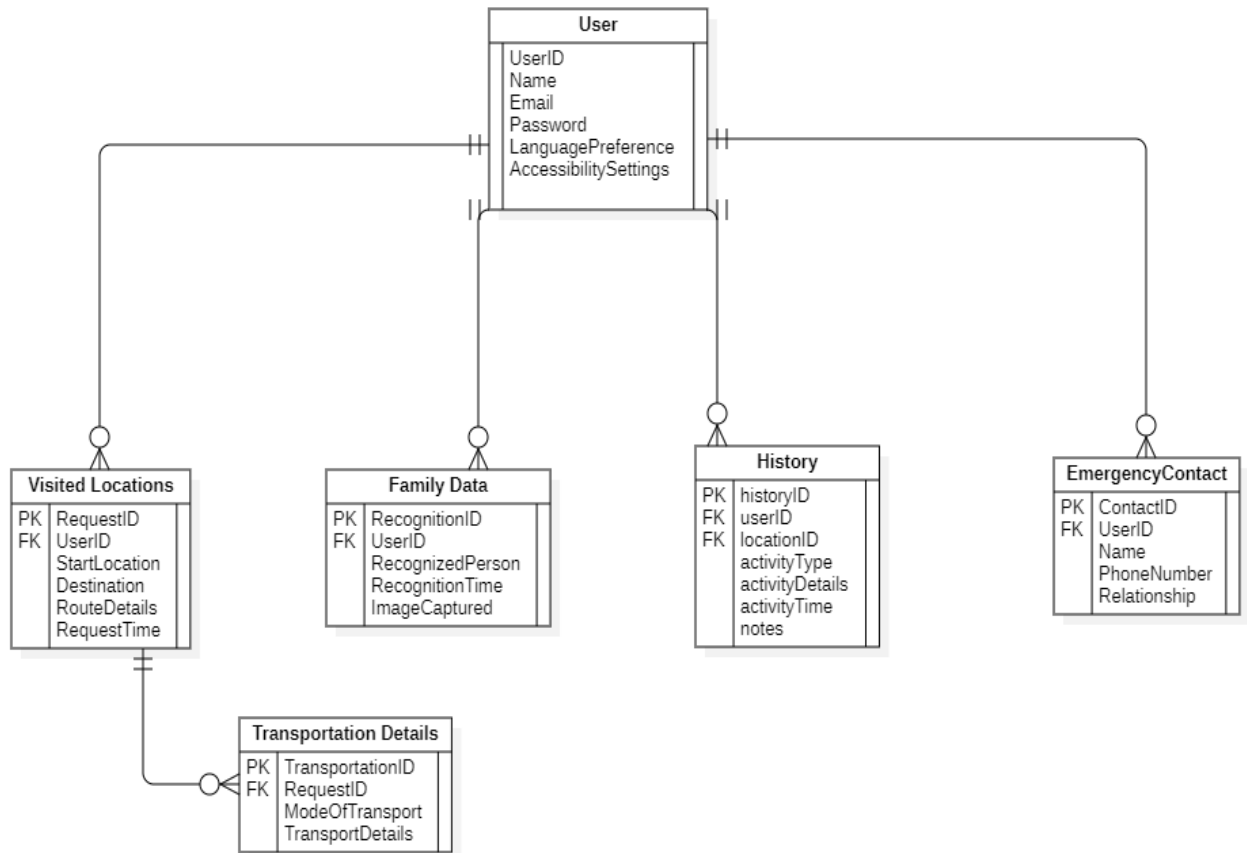 User
UserID
Name
Email
Password
LanguagePreference
AccessibilitySettings
Visited Locations
PK RequestID
FK UserID
StartLocation
Destination
RouteDetails
RequestTime
Family Data
PK RecognitionID
FK UserID
RecognizedPerson
RecognitionTime
ImageCaptured
History
PK historyID
FK userID
FK locationID
activityType
activityDetails
activityTime
notes
EmergencyContact
PK ContactID
FK UserID
Name
PhoneNumber
Relationship
Transportation Details
PK TransportationID
FK RequestID
ModeOfTransport
TransportDetails